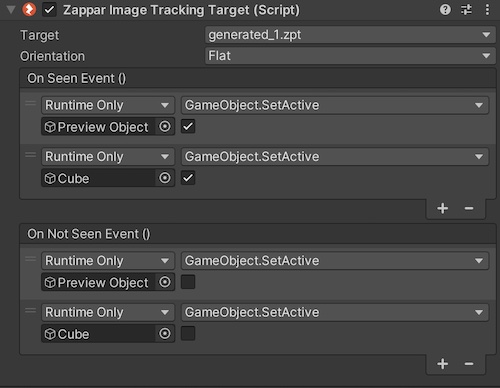 Zappar Image Tracking Target (Script)
Target generated_1.zpt
Orientation Flat
On Seen Event ()
Runtime Only GameObject.SetActive
Preview Object
Runtime Only GameObject.SetActive
Cube
On Not Seen Event ()
Runtime Only GameObject.SetActive
Preview Object
Runtime Only GameObject.SetActive
Cube